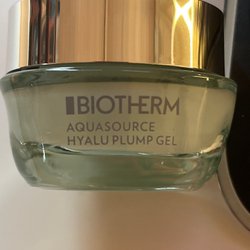 BIOTHERM
AQUASOURCE
HYALU PLUMP GEL